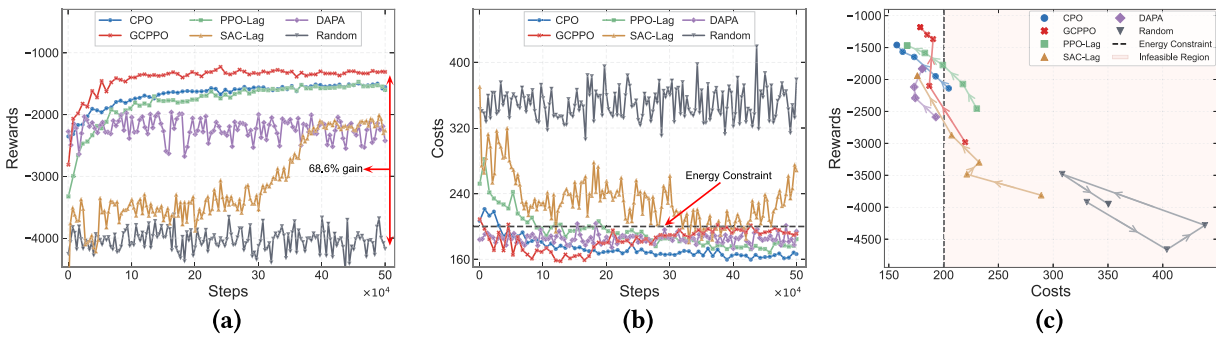 CPO PPO-Lag DAPA
GCPPO SAC-Lag Random
-1000
-2000
-3000
-4000
Rewards
68.6% gain
0 10 20 30 40 50
Steps
×10⁴
(a)
CPO PPO-Lag DAPA
GCPPO SAC-Lag Random
400
320
240
160
Costs
Energy Constraint
0 10 20 30 40 50
Steps
×10⁴
(b)
CPO DAPA
GCPPO Random
PPO-Lag Energy Constraint
SAC-Lag Infeasible Region
-1000
-1500
-2000
-2500
-3000
-3500
-4000
-4500
Rewards
150 200 250 300 350 400
Costs
(c)